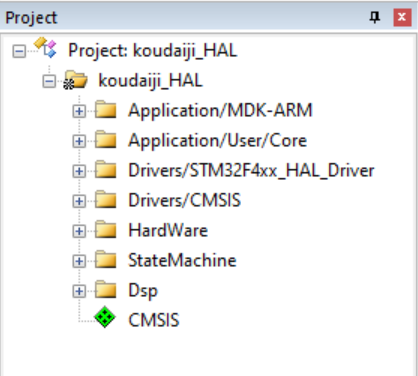 Project
Project: koudaiji_HAL
koudaiji_HAL
Application/MDK-ARM
Application/User/Core
Drivers/STM32F4xx_HAL_Driver
Drivers/CMSIS
HardWare
StateMachine
Dsp
CMSIS